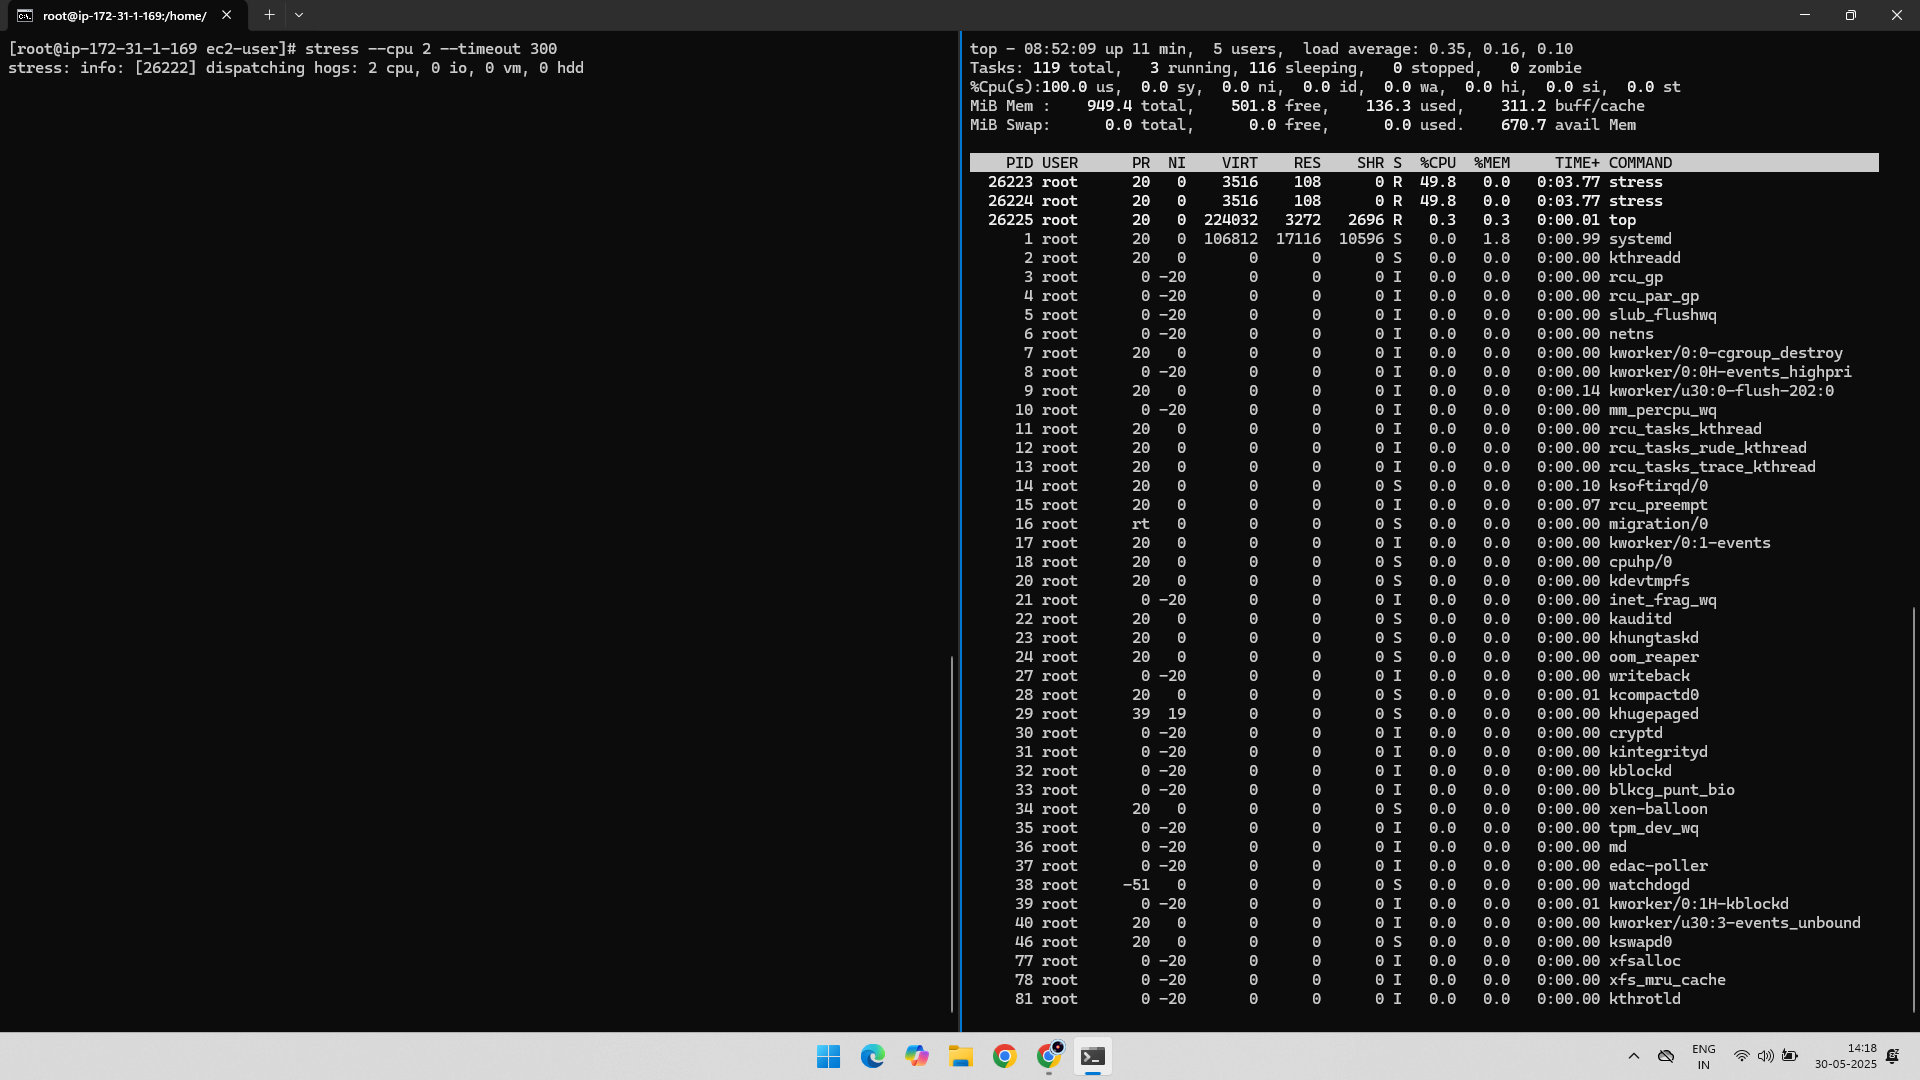 root@ip-172-31-1-169:/home/
[root@ip-172-31-1-169 ec2-user]# stress --cpu 2 --timeout 300
stress: info: [26222] dispatching hogs: 2 cpu, 0 io, 0 vm, 0 hdd
top - 08:52:09 up 11 min,  5 users,  load average: 0.35, 0.16, 0.10
Tasks: 119 total,   3 running, 116 sleeping,   0 stopped,   0 zombie
%Cpu(s):100.0 us,  0.0 sy,  0.0 ni,  0.0 id,  0.0 wa,  0.0 hi,  0.0 si,  0.0 st
MiB Mem :    949.4 total,    501.8 free,    136.3 used,    311.2 buff/cache
MiB Swap:      0.0 total,      0.0 free,      0.0 used.    670.7 avail Mem
PID USER      PR  NI    VIRT    RES    SHR S  %CPU  %MEM     TIME+ COMMAND
26223 root      20   0    3516    108      0 R  49.8   0.0   0:03.77 stress
26224 root      20   0    3516    108      0 R  49.8   0.0   0:03.77 stress
26225 root      20   0  224032   3272   2696 R   0.3   0.3   0:00.01 top
1 root      20   0  106812  17116  10596 S   0.0   1.8   0:00.99 systemd
2 root      20   0       0      0      0 S   0.0   0.0   0:00.00 kthreadd
3 root       0 -20       0      0      0 I   0.0   0.0   0:00.00 rcu_gp
4 root       0 -20       0      0      0 I   0.0   0.0   0:00.00 rcu_par_gp
5 root       0 -20       0      0      0 I   0.0   0.0   0:00.00 slub_flushwq
6 root       0 -20       0      0      0 I   0.0   0.0   0:00.00 netns
7 root      20   0       0      0      0 I   0.0   0.0   0:00.00 kworker/0:0-cgroup_destroy
8 root       0 -20       0      0      0 I   0.0   0.0   0:00.00 kworker/0:0H-events_highpri
9 root      20   0       0      0      0 I   0.0   0.0   0:00.14 kworker/u30:0-flush-202:0
10 root       0 -20       0      0      0 I   0.0   0.0   0:00.00 mm_percpu_wq
11 root      20   0       0      0      0 I   0.0   0.0   0:00.00 rcu_tasks_kthread
12 root      20   0       0      0      0 I   0.0   0.0   0:00.00 rcu_tasks_rude_kthread
13 root      20   0       0      0      0 I   0.0   0.0   0:00.00 rcu_tasks_trace_kthread
14 root      20   0       0      0      0 S   0.0   0.0   0:00.10 ksoftirqd/0
15 root      20   0       0      0      0 I   0.0   0.0   0:00.07 rcu_preempt
16 root      rt   0       0      0      0 S   0.0   0.0   0:00.00 migration/0
17 root      20   0       0      0      0 I   0.0   0.0   0:00.00 kworker/0:1-events
18 root      20   0       0      0      0 S   0.0   0.0   0:00.00 cpuhp/0
20 root      20   0       0      0      0 S   0.0   0.0   0:00.00 kdevtmpfs
21 root       0 -20       0      0      0 I   0.0   0.0   0:00.00 inet_frag_wq
22 root      20   0       0      0      0 S   0.0   0.0   0:00.00 kauditd
23 root      20   0       0      0      0 S   0.0   0.0   0:00.00 khungtaskd
24 root      20   0       0      0      0 S   0.0   0.0   0:00.00 oom_reaper
27 root       0 -20       0      0      0 I   0.0   0.0   0:00.00 writeback
28 root      20   0       0      0      0 S   0.0   0.0   0:00.01 kcompactd0
29 root      39  19       0      0      0 S   0.0   0.0   0:00.00 khugepaged
30 root       0 -20       0      0      0 I   0.0   0.0   0:00.00 cryptd
31 root       0 -20       0      0      0 I   0.0   0.0   0:00.00 kintegrityd
32 root       0 -20       0      0      0 I   0.0   0.0   0:00.00 kblockd
33 root       0 -20       0      0      0 I   0.0   0.0   0:00.00 blkcg_punt_bio
34 root      20   0       0      0      0 S   0.0   0.0   0:00.00 xen-balloon
35 root       0 -20       0      0      0 I   0.0   0.0   0:00.00 tpm_dev_wq
36 root       0 -20       0      0      0 I   0.0   0.0   0:00.00 md
37 root       0 -20       0      0      0 I   0.0   0.0   0:00.00 edac-poller
38 root     -51   0       0      0      0 S   0.0   0.0   0:00.00 watchdogd
39 root       0 -20       0      0      0 I   0.0   0.0   0:00.01 kworker/0:1H-kblockd
40 root      20   0       0      0      0 I   0.0   0.0   0:00.00 kworker/u30:3-events_unbound
46 root      20   0       0      0      0 S   0.0   0.0   0:00.00 kswapd0
77 root       0 -20       0      0      0 I   0.0   0.0   0:00.00 xfsalloc
78 root       0 -20       0      0      0 I   0.0   0.0   0:00.00 xfs_mru_cache
81 root       0 -20       0      0      0 I   0.0   0.0   0:00.00 kthrotld
ENG
IN
14:18
30-05-2025